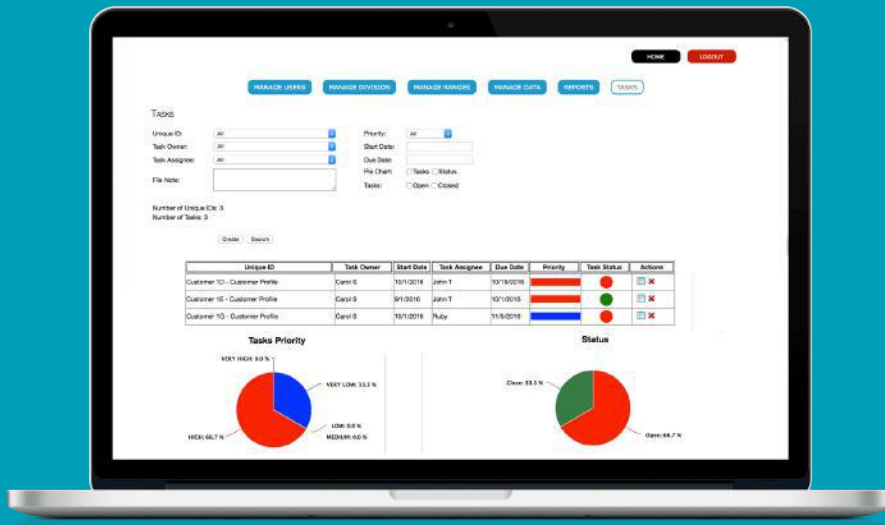 HOME LOGOUT
MANAGE USERS MANAGE DIVISION MANAGE RANGES MANAGE DATA REPORTS TASKS
TASKS
Unique ID: All Priority: All
Task Owner: All Start Date:
Task Assignee: All Due Date:
Pie Chart: Tasks Status
File Note:
Tasks: Open Closed
Number of Unique IDs: 3
Number of Tasks: 3
Create Search
Unique ID Task Owner Start Date Task Assignee Due Date Priority Task Status Actions
Customer 1D - Customer Profile Carol S 10/1/2016 John T
Customer 1E - Customer Profile Carol S 9/1/2016 John T 10/1/2016
Customer 1G - Customer Profile Carol S 10/1/2016 Ruby
Tasks Priority Status
VERY HIGH: 0.0 %
VERY LOW: 33.3 %
LOW: 0.0 %
MEDIUM: 0.0 %
HIGH: 66.7 %
Close: 33.3 %
Open: 66.7 %